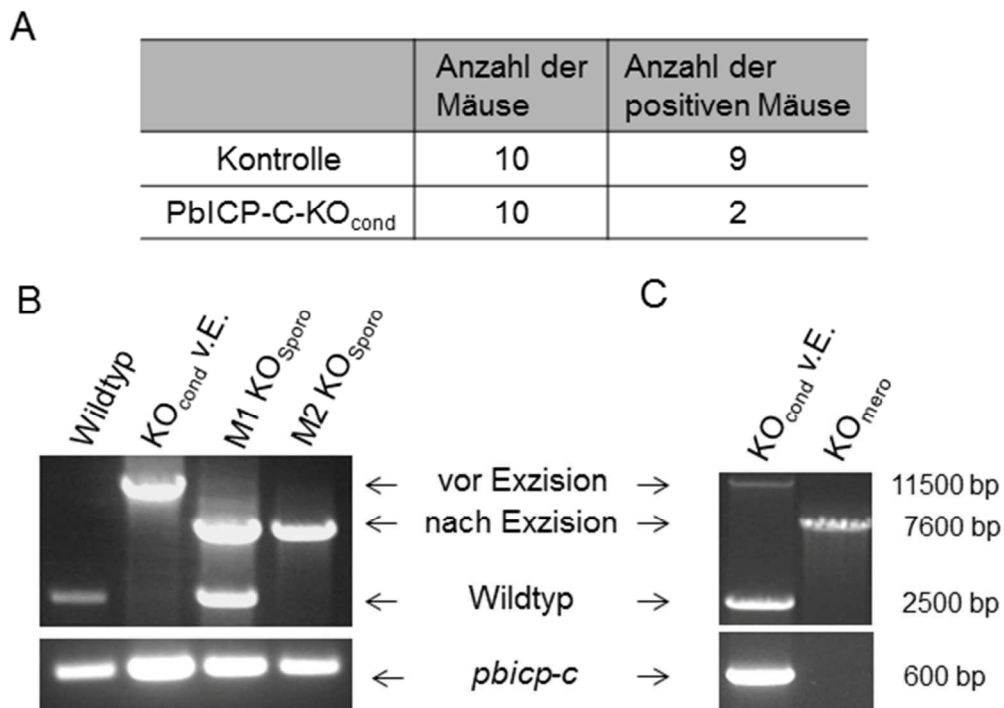 A
Anzahl der Mäuse
Anzahl der positiven Mäuse
Kontrolle 10 9
PbICP-C-KOcond 10 2
B
C
Wildtyp
KOcond v.E.
M1 KOSporo
M2 KOSporo
KOcond v.E.
KOmero
← vor Exzision → 11500 bp
← nach Exzision → 7600 bp
← Wildtyp → 2500 bp
← pbicp-c → 600 bp